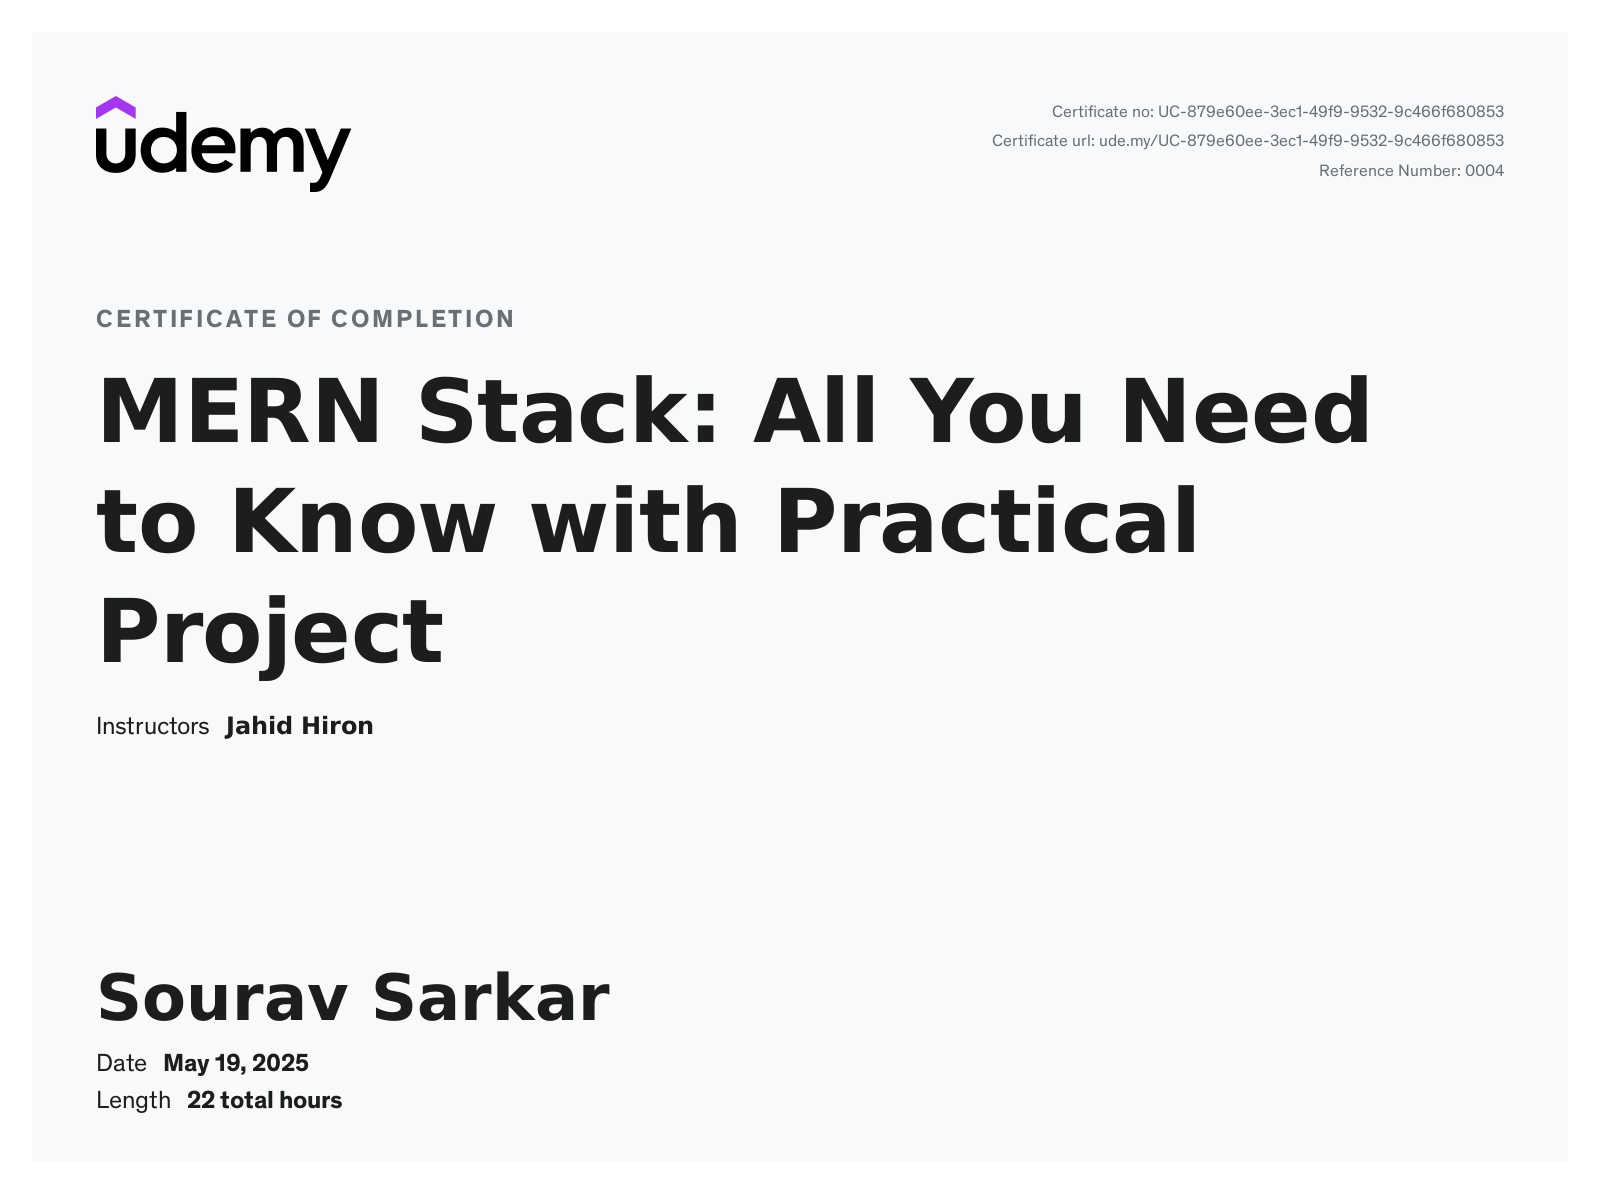 udemy
Certificate no: UC-879e60ee-3ec1-49f9-9532-9c466f680853
Certificate url: ude.my/UC-879e60ee-3ec1-49f9-9532-9c466f680853
Reference Number: 0004
CERTIFICATE OF COMPLETION
MERN Stack: All You Need
to Know with Practical
Project
Instructors Jahid Hiron
Sourav Sarkar
Date May 19, 2025
Length 22 total hours